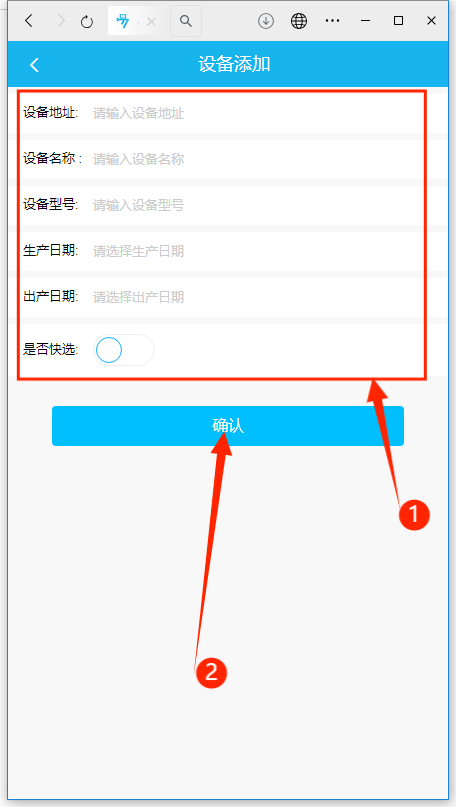 设备添加
设备地址: 请输入设备地址
设备名称 : 请输入设备名称
设备型号: 请输入设备型号
生产日期: 请选择生产日期
出产日期: 请选择出产日期
是否快选:
确认
1
2